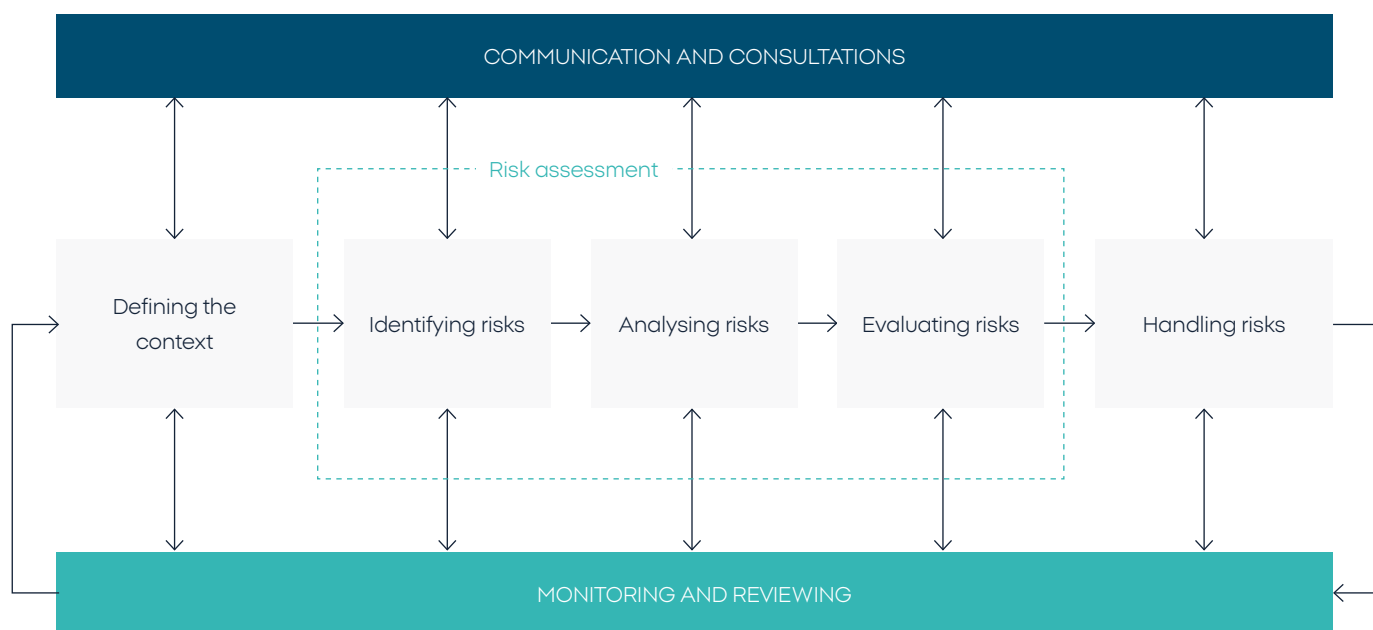 COMMUNICATION AND CONSULTATIONS
Risk assessment
Defining the
context
Identifying risks
Analysing risks
Evaluating risks
Handling risks
MONITORING AND REVIEWING